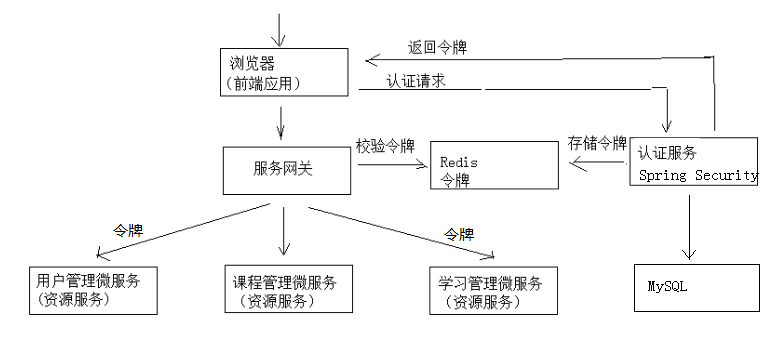 返回令牌
浏览器
（前端应用）
认证请求
校验令牌
存储令牌
服务网关
Redis
令牌
认证服务
Spring Security
令牌
令牌
用户管理微服务
(资源服务）
课程管理微服务
（资源服务）
学习管理微服务
（资源服务）
MySQL